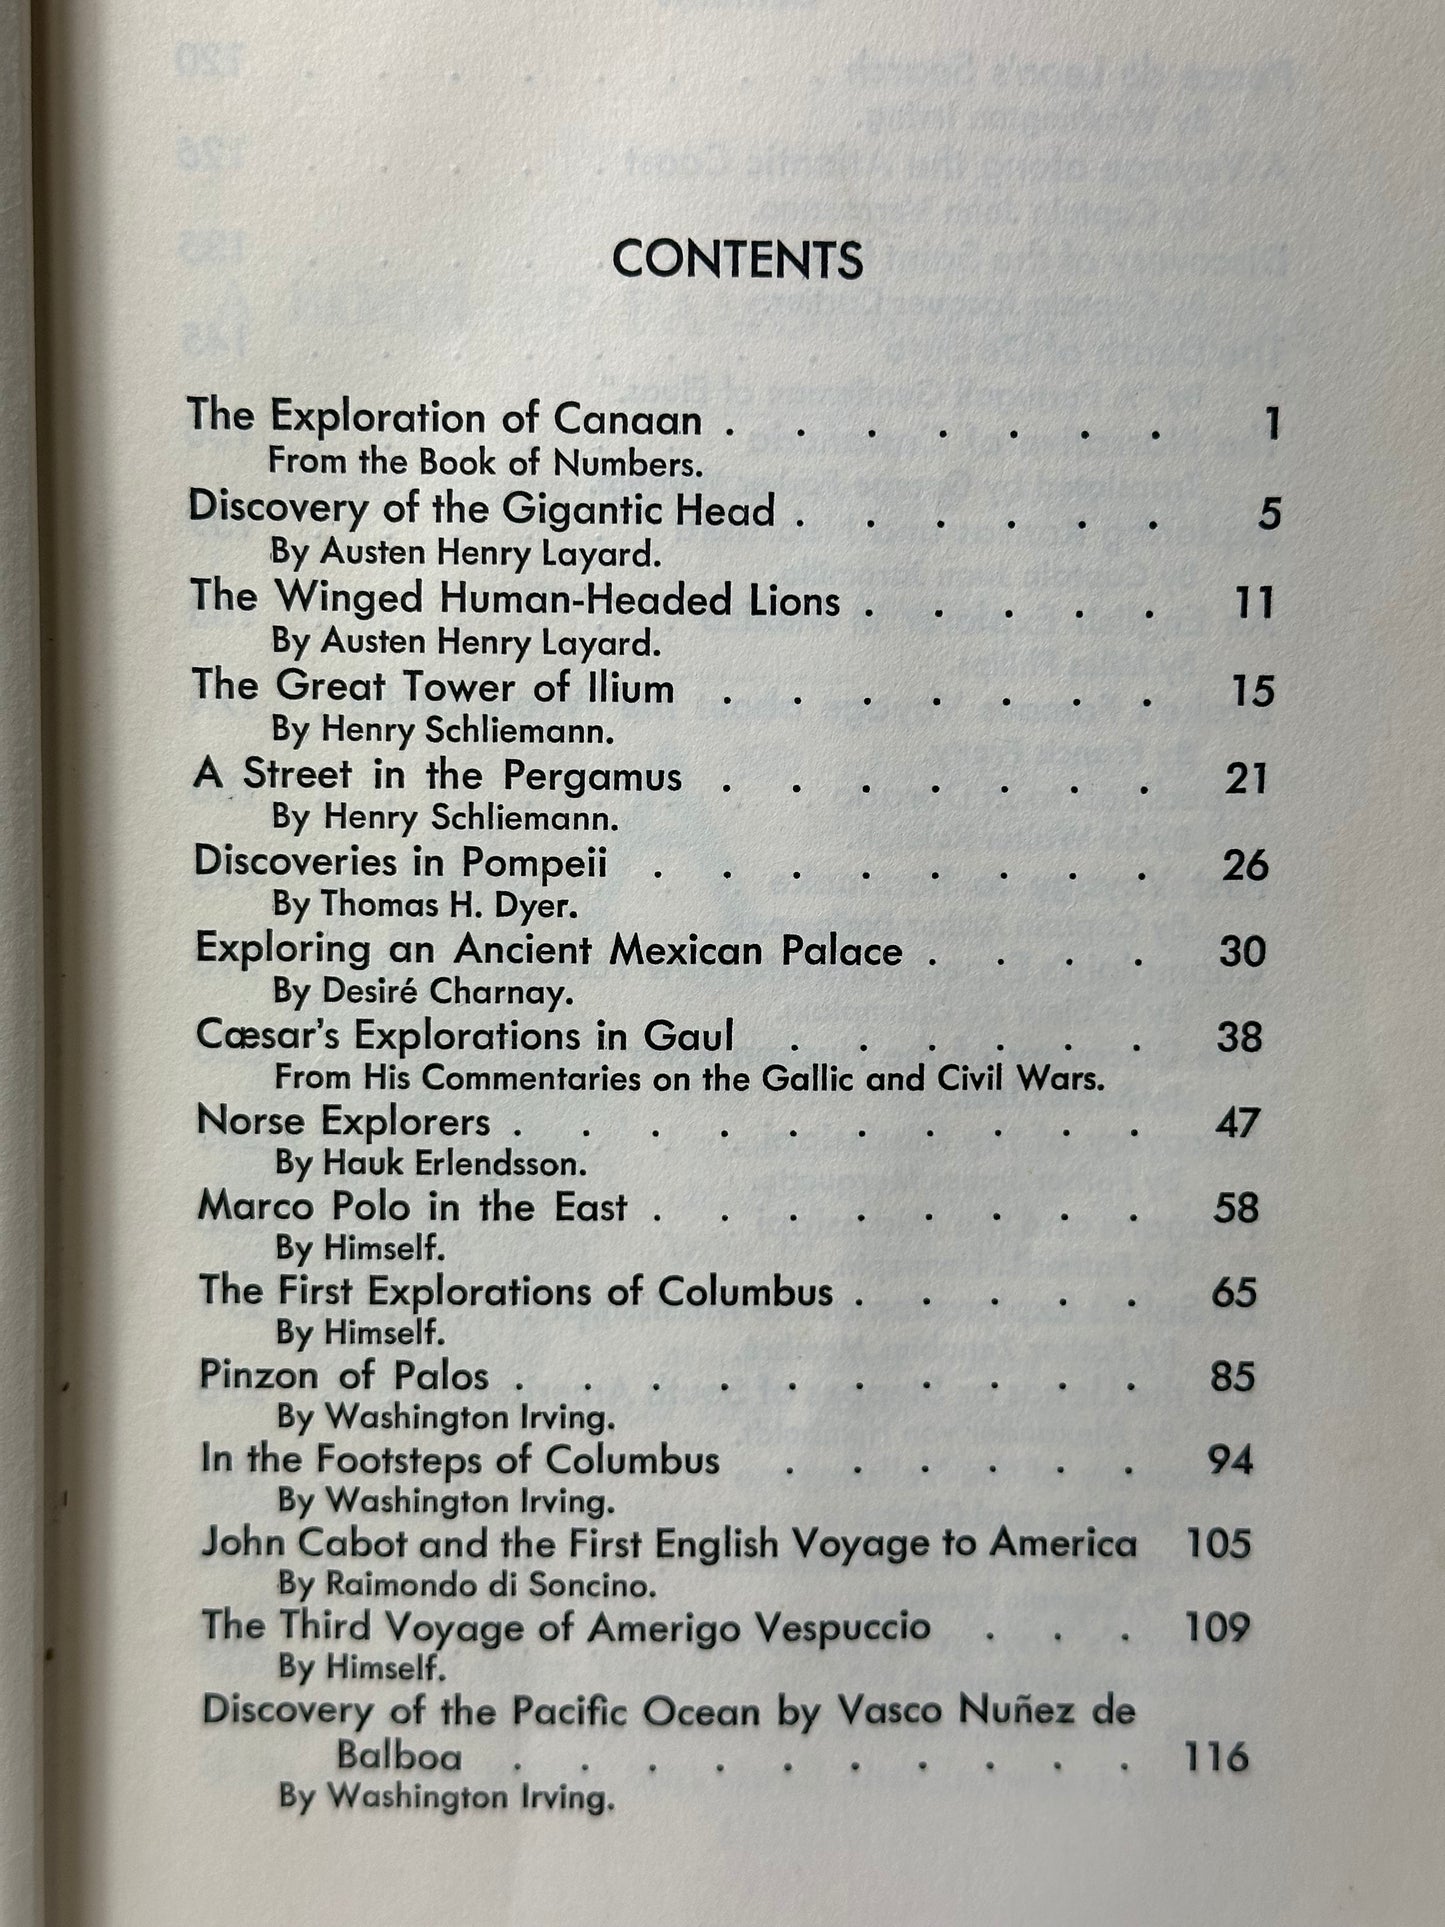 CONTENTS
The Exploration of Canaan . . . . . . . 1
From the Book of Numbers.
Discovery of the Gigantic Head . . . . . . 5
By Austen Henry Layard.
The Winged Human-Headed Lions . . . . . 11
By Austen Henry Layard.
The Great Tower of Ilium . . . . . . . 15
By Henry Schliemann.
A Street in the Pergamus . . . . . . . 21
By Henry Schliemann.
Discoveries in Pompeii . . . . . . . . 26
By Thomas H. Dyer.
Exploring an Ancient Mexican Palace . . . . 30
By Desiré Charnay.
Cæsar's Explorations in Gaul . . . . . . 38
From His Commentaries on the Gallic and Civil Wars.
Norse Explorers . . . . . . . . . . 47
By Hauk Erlendsson.
Marco Polo in the East . . . . . . . . 58
By Himself.
The First Explorations of Columbus . . . . . 65
By Himself.
Pinzon of Palos . . . . . . . . . . 85
By Washington Irving.
In the Footsteps of Columbus . . . . . . 94
By Washington Irving.
John Cabot and the First English Voyage to America 105
By Raimondo di Soncino.
The Third Voyage of Amerigo Vespuccio . . . 109
By Himself.
Discovery of the Pacific Ocean by Vasco Nuñez de
Balboa . . . . . . . . . . 116
By Washington Irving.